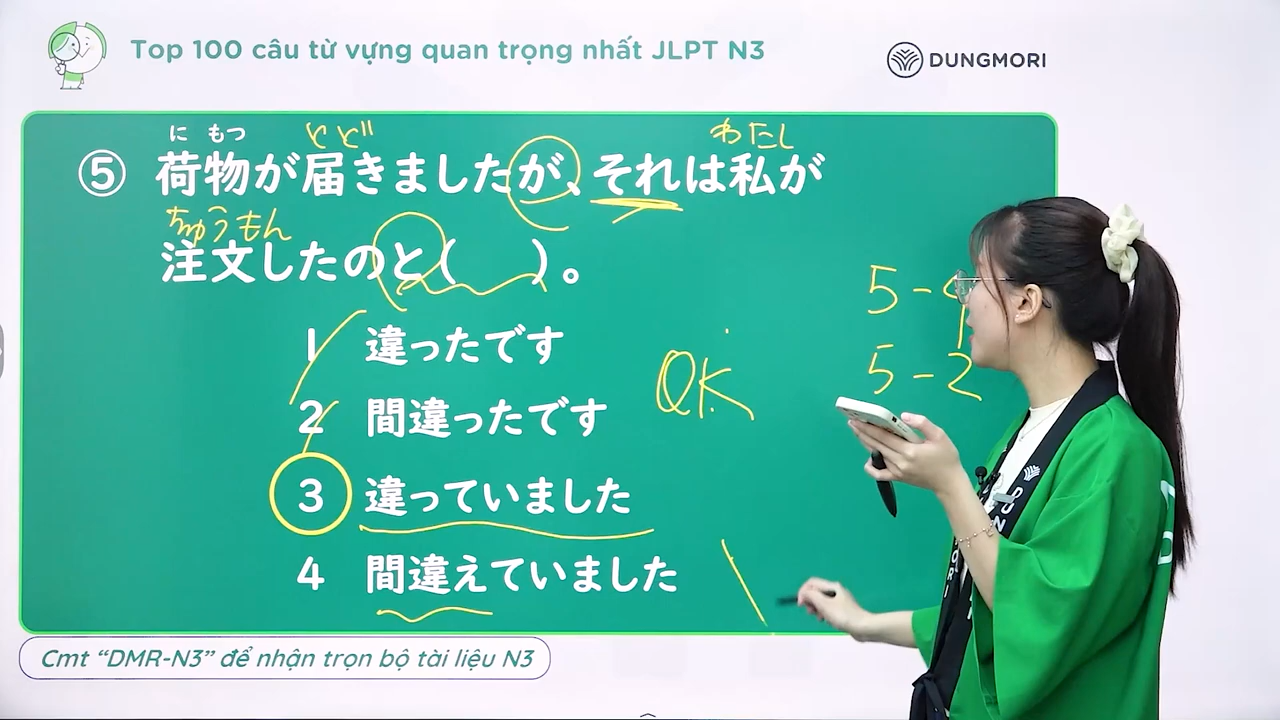 Top 100 câu từ vựng quan trọng nhất JLPT N3
DUNGMORI
に もつ とど わたし
⑤ 荷物が届きましたが、それは私が
ちゅうもん
注文したのと( )。
1 違ったです
2 間違ったです
3 違っていました
4 間違えていました
OK
5-
5-2
Cmt “DMR-N3” để nhận trọn bộ tài liệu N3